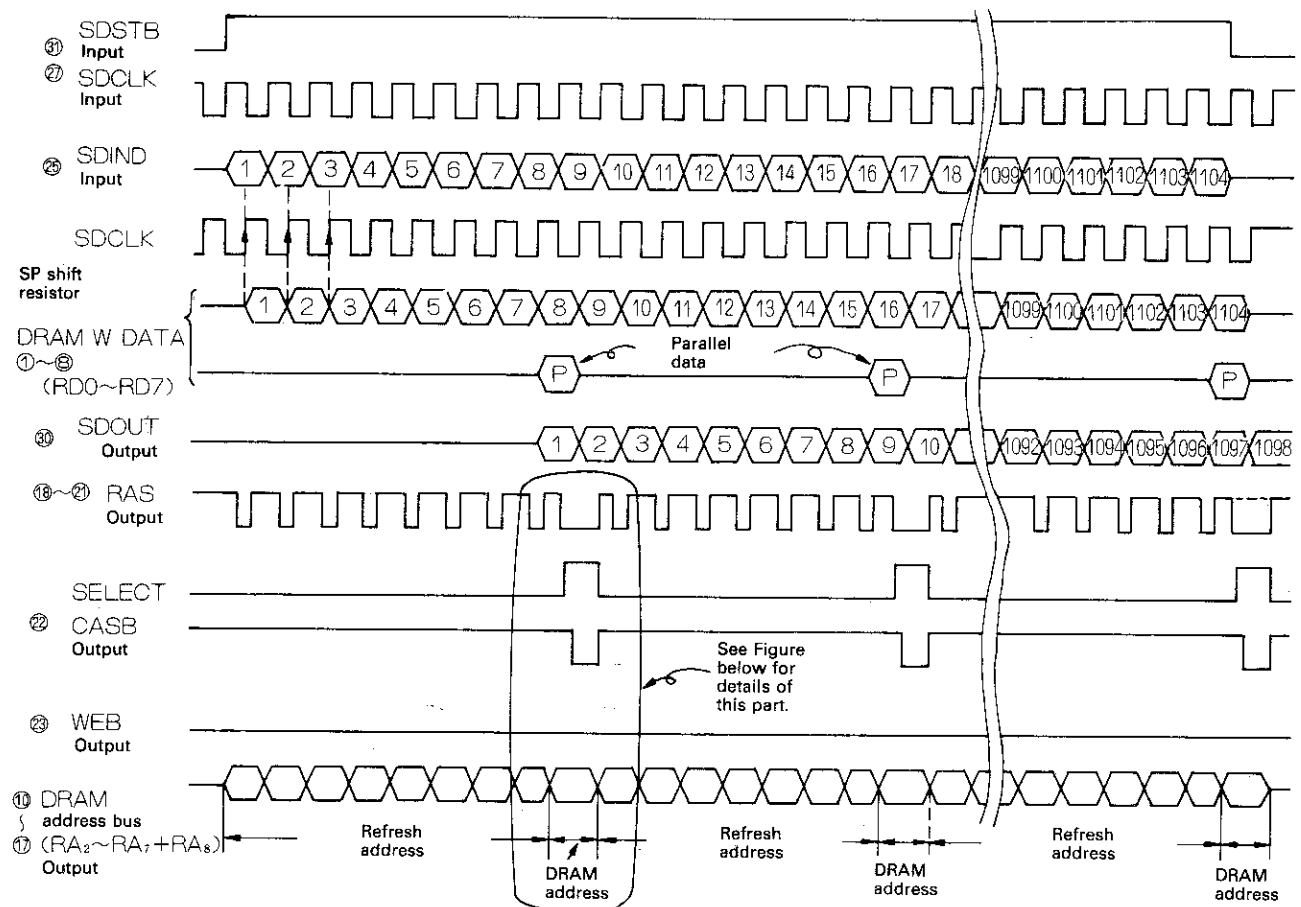 SDSTB
㉛ Input
㉗ SDCLK
Input
㉕ SDIND
Input
1 2 3 4 5 6 7 8 9 10 11 12 13 14 15 16 17 18 1099 1100 1101 1102 1103 1104
SDCLK
SP shift
resistor
1 2 3 4 5 6 7 8 9 10 11 12 13 14 15 16 17 1099 1100 1101 1102 1103 1104
DRAM W DATA
①~⑧
(RD0~RD7)
Parallel
data
P P P
㉚ SDOUT
Output
1 2 3 4 5 6 7 8 9 10 1092 1093 1094 1095 1096 1097 1098
⑱~㉑ RAS
Output
SELECT
㉒ CASB
Output
See Figure
below for
details of
this part.
㉓ WEB
Output
⑩ DRAM
~ address bus
⑰ (RA₂~RA₇+RA₈)
Output
Refresh
address
DRAM
address
Refresh
address
DRAM
address
Refresh
address
DRAM
address